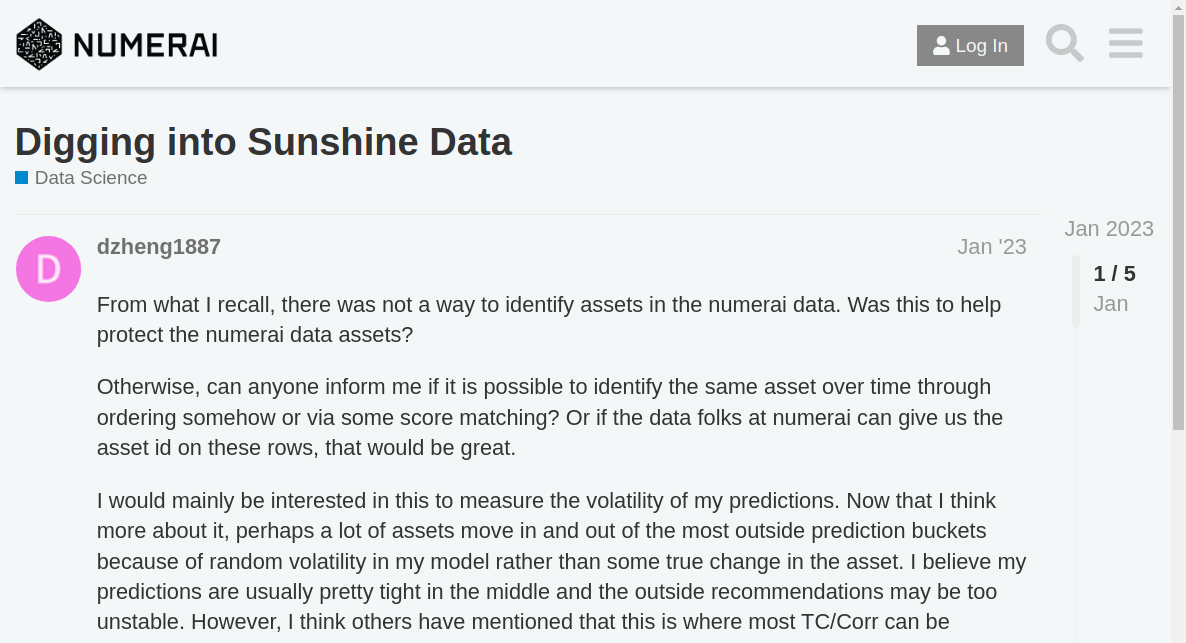 NUMERAI
Log In
Digging into Sunshine Data
Data Science
dzheng1887
Jan '23
Jan 2023
1 / 5
Jan
From what I recall, there was not a way to identify assets in the numerai data. Was this to help
protect the numerai data assets?
Otherwise, can anyone inform me if it is possible to identify the same asset over time through
ordering somehow or via some score matching? Or if the data folks at numerai can give us the
asset id on these rows, that would be great.
I would mainly be interested in this to measure the volatility of my predictions. Now that I think
more about it, perhaps a lot of assets move in and out of the most outside prediction buckets
because of random volatility in my model rather than some true change in the asset. I believe my
predictions are usually pretty tight in the middle and the outside recommendations may be too
unstable. However, I think others have mentioned that this is where most TC/Corr can be
D